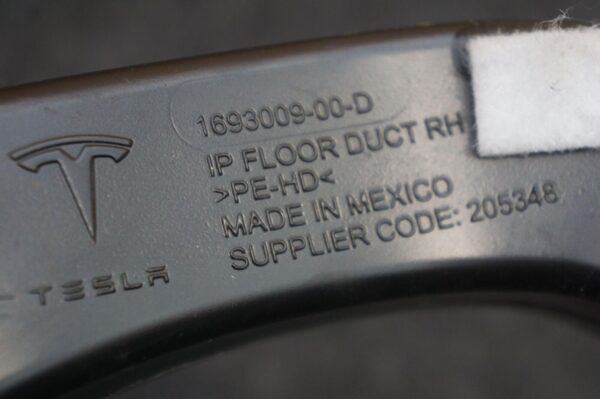 1693009-00-D
IP FLOOR DUCT RH
>PE-HD<
MADE IN MEXICO
SUPPLIER CODE: 205348
TESLA